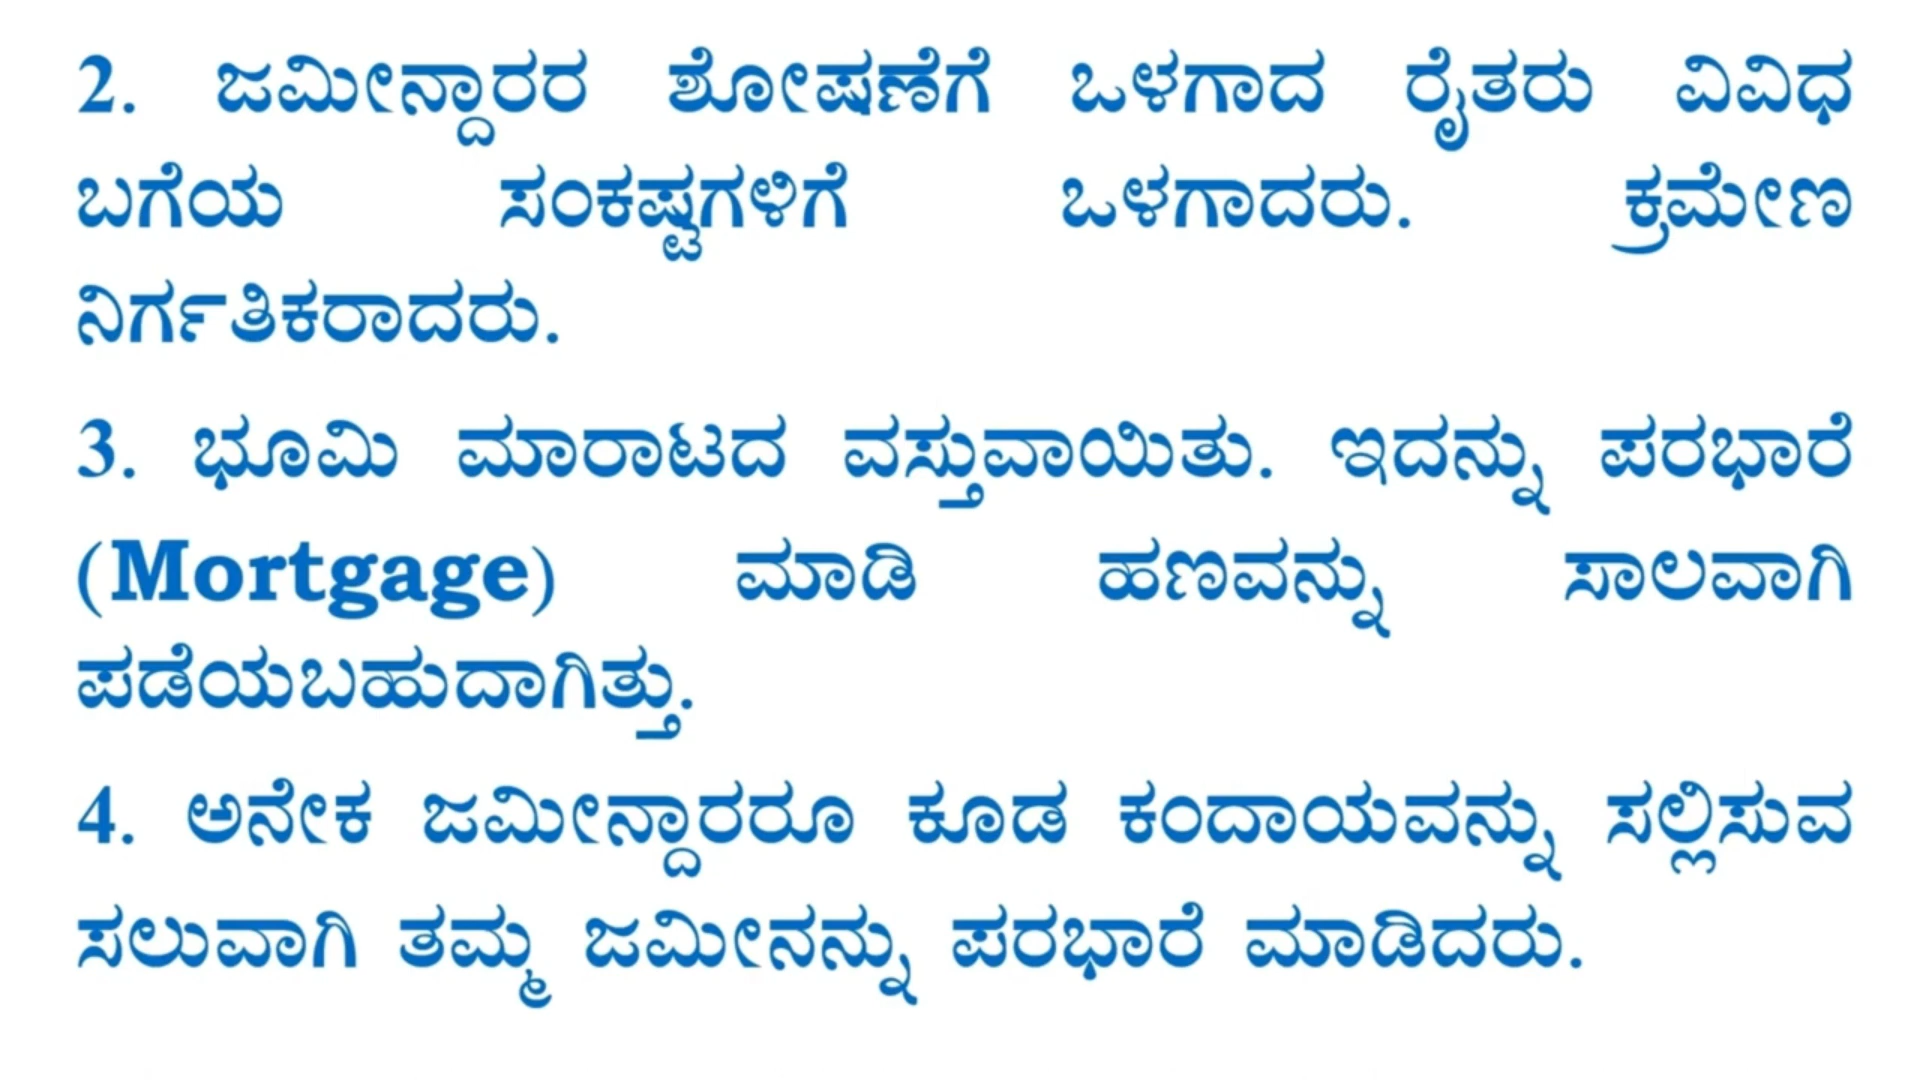 2. ಜಮೀನ್ದಾರರ ಶೋಷಣೆಗೆ ಒಳಗಾದ ರೈತರು ವಿವಿಧ
ಬಗೆಯ ಸಂಕಷ್ಟಗಳಿಗೆ ಒಳಗಾದರು. ಕ್ರಮೇಣ
ನಿರ್ಗತಿಕರಾದರು.
3. ಭೂಮಿ ಮಾರಾಟದ ವಸ್ತುವಾಯಿತು. ಇದನ್ನು ಪರಭಾರೆ
(Mortgage) ಮಾಡಿ ಹಣವನ್ನು ಸಾಲವಾಗಿ
ಪಡೆಯಬಹುದಾಗಿತ್ತು.
4. ಅನೇಕ ಜಮೀನ್ದಾರರೂ ಕೂಡ ಕಂದಾಯವನ್ನು ಸಲ್ಲಿಸುವ
ಸಲುವಾಗಿ ತಮ್ಮ ಜಮೀನನ್ನು ಪರಭಾರೆ ಮಾಡಿದರು.